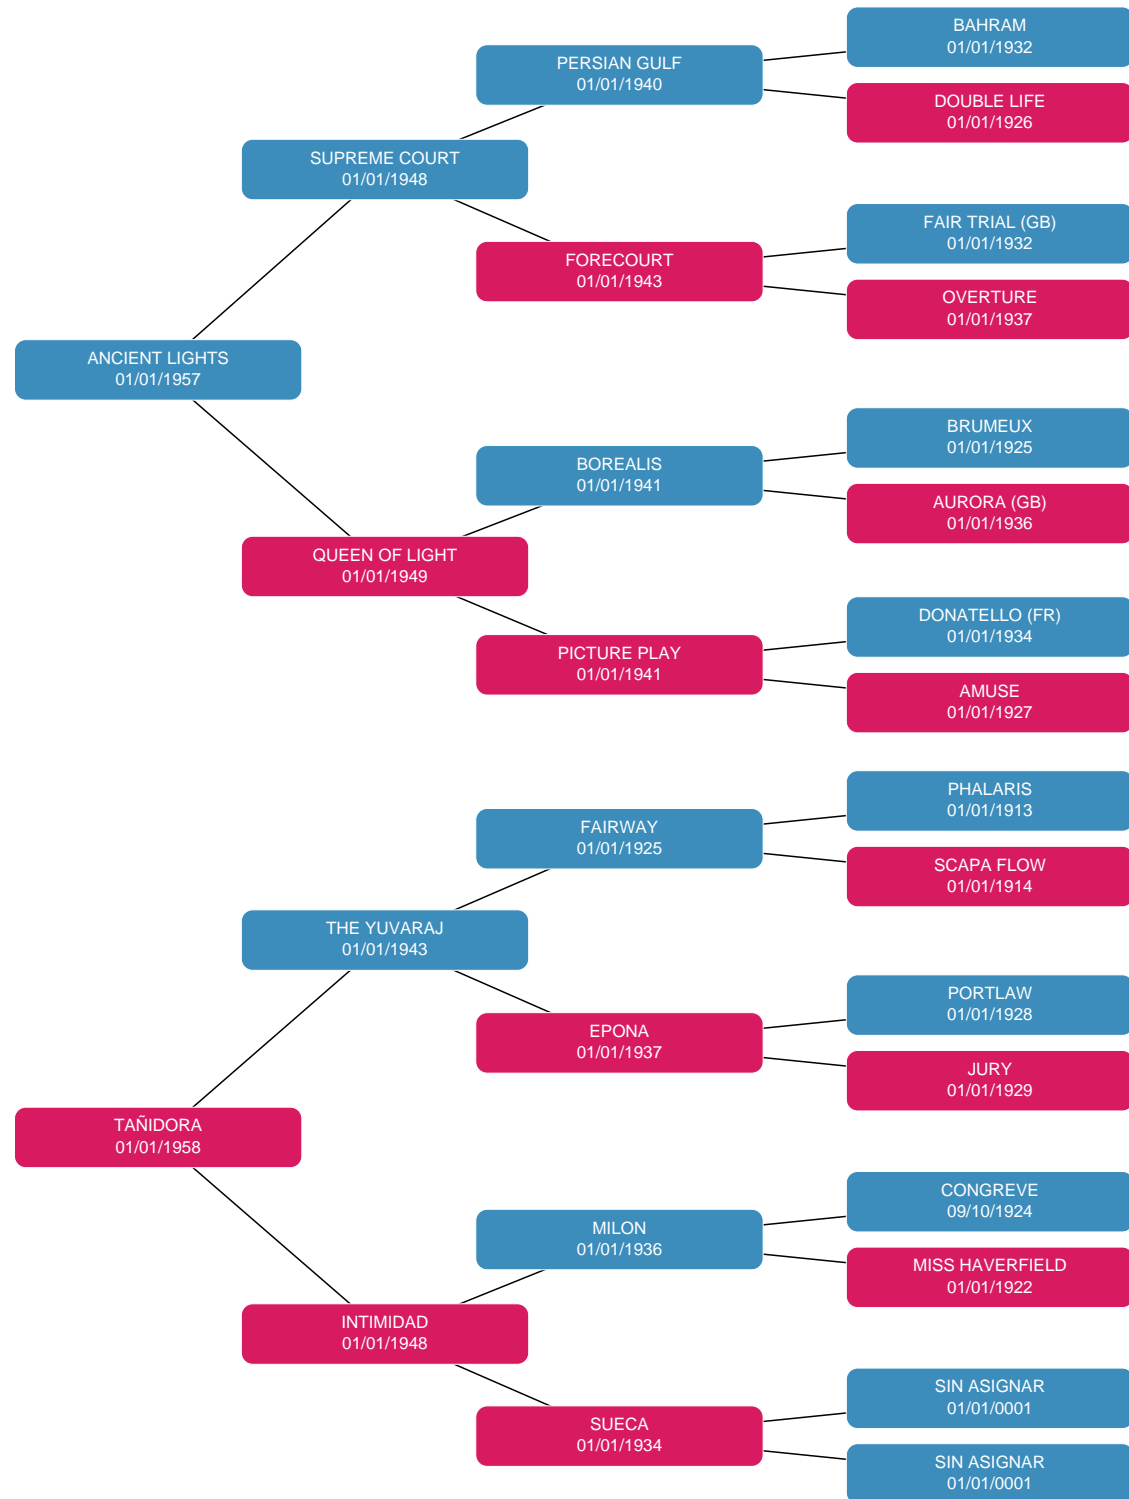 BAHRAM
01/01/1932
PERSIAN GULF
01/01/1940
DOUBLE LIFE
01/01/1926
SUPREME COURT
01/01/1948
FAIR TRIAL (GB)
01/01/1932
FORECOURT
01/01/1943
OVERTURE
01/01/1937
ANCIENT LIGHTS
01/01/1957
BRUMEUX
01/01/1925
BOREALIS
01/01/1941
AURORA (GB)
01/01/1936
QUEEN OF LIGHT
01/01/1949
DONATELLO (FR)
01/01/1934
PICTURE PLAY
01/01/1941
AMUSE
01/01/1927
PHALARIS
01/01/1913
FAIRWAY
01/01/1925
SCAPA FLOW
01/01/1914
THE YUVARAJ
01/01/1943
PORTLAW
01/01/1928
EPONA
01/01/1937
JURY
01/01/1929
TAÑIDORA
01/01/1958
CONGREVE
09/10/1924
MILON
01/01/1936
MISS HAVERFIELD
01/01/1922
INTIMIDAD
01/01/1948
SIN ASIGNAR
01/01/0001
SUECA
01/01/1934
SIN ASIGNAR
01/01/0001